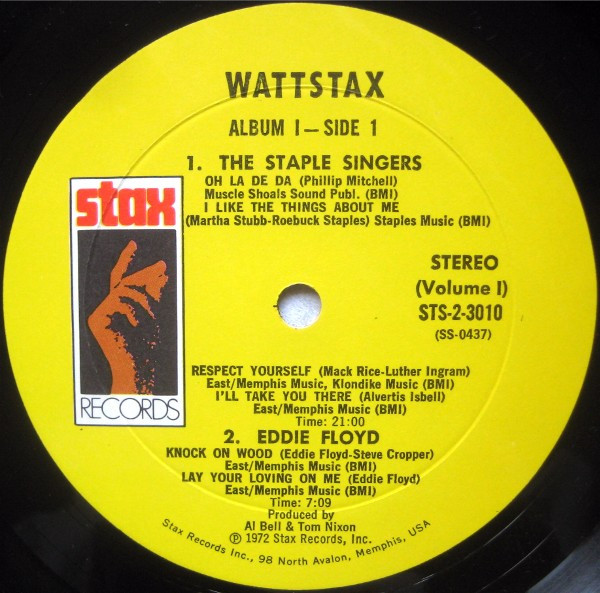 WATTSTAX
ALBUM I — SIDE 1
1. THE STAPLE SINGERS
OH LA DE DA (Phillip Mitchell)
Muscle Shoals Sound Publ. (BMI)
I LIKE THE THINGS ABOUT ME
(Martha Stubb-Roebuck Staples) Staples Music (BMI)
stax
RECORDS
STEREO
(Volume I)
STS-2-3010
(SS-0437)
RESPECT YOURSELF (Mack Rice-Luther Ingram)
East/Memphis Music, Klondike Music (BMI)
I'LL TAKE YOU THERE (Alvertis Isbell)
East/Memphis Music (BMI)
Time: 21:00
2. EDDIE FLOYD
KNOCK ON WOOD (Eddie Floyd-Steve Cropper)
East/Memphis Music (BMI)
LAY YOUR LOVING ON ME (Eddie Floyd)
East/Memphis Music (BMI)
Time: 7:09
Produced by
Al Bell & Tom Nixon
℗ 1972 Stax Records, Inc.
Stax Records Inc., 98 North Avalon, Memphis, USA